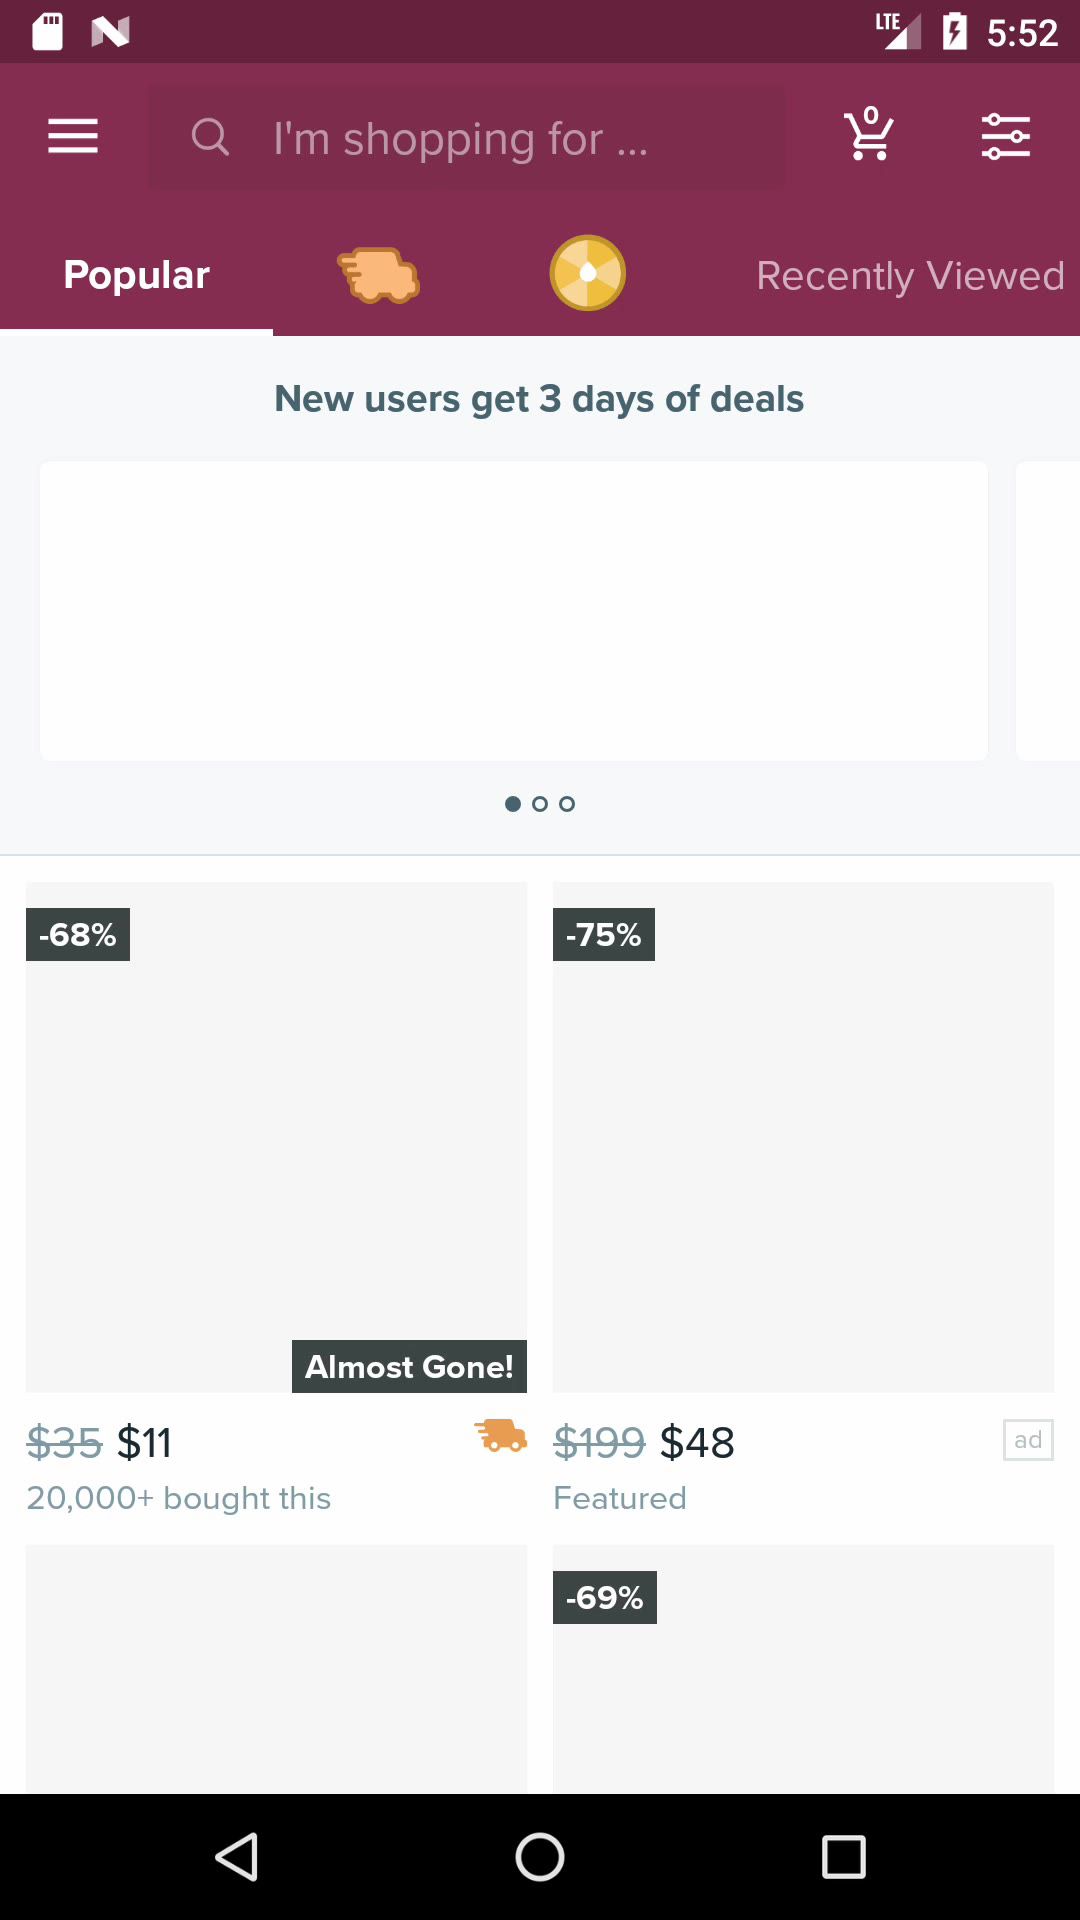 LTE 5:52
I'm shopping for ...
0
Popular
Recently Viewed
New users get 3 days of deals
-68%
-75%
Almost Gone!
$35 $11
$199 $48
ad
20,000+ bought this
Featured
-69%